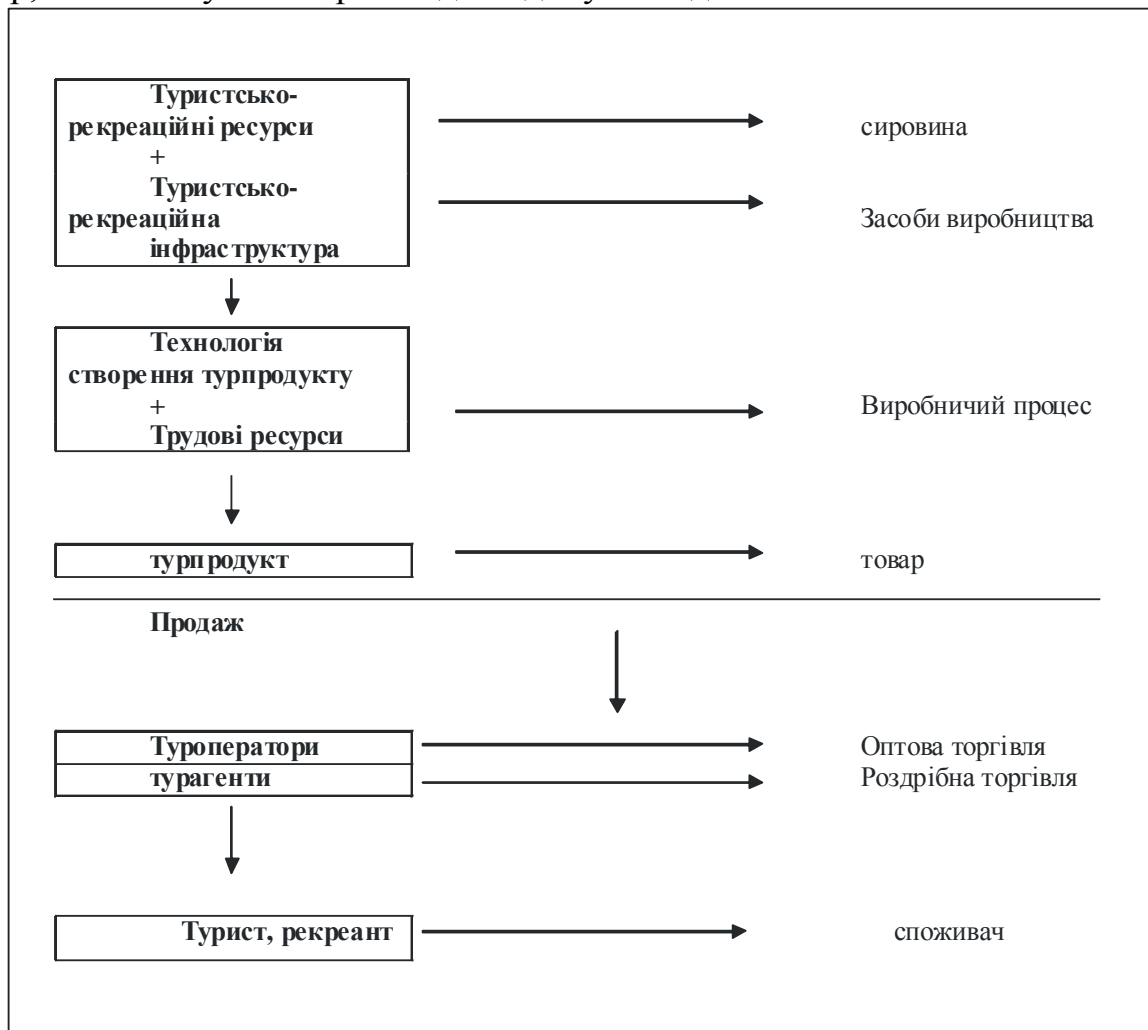 Туристсько-
рекреаційні ресурси
+
Туристсько-
рекреаційна
інфраструктура
сировина
Засоби виробництва
Технологія
створення турпродукту
+
Трудові ресурси
Виробничий процес
турпродукт
товар
Продаж
Туроператори
Оптова торгівля
турагенти
Роздрібна торгівля
Турист, рекреант
споживач